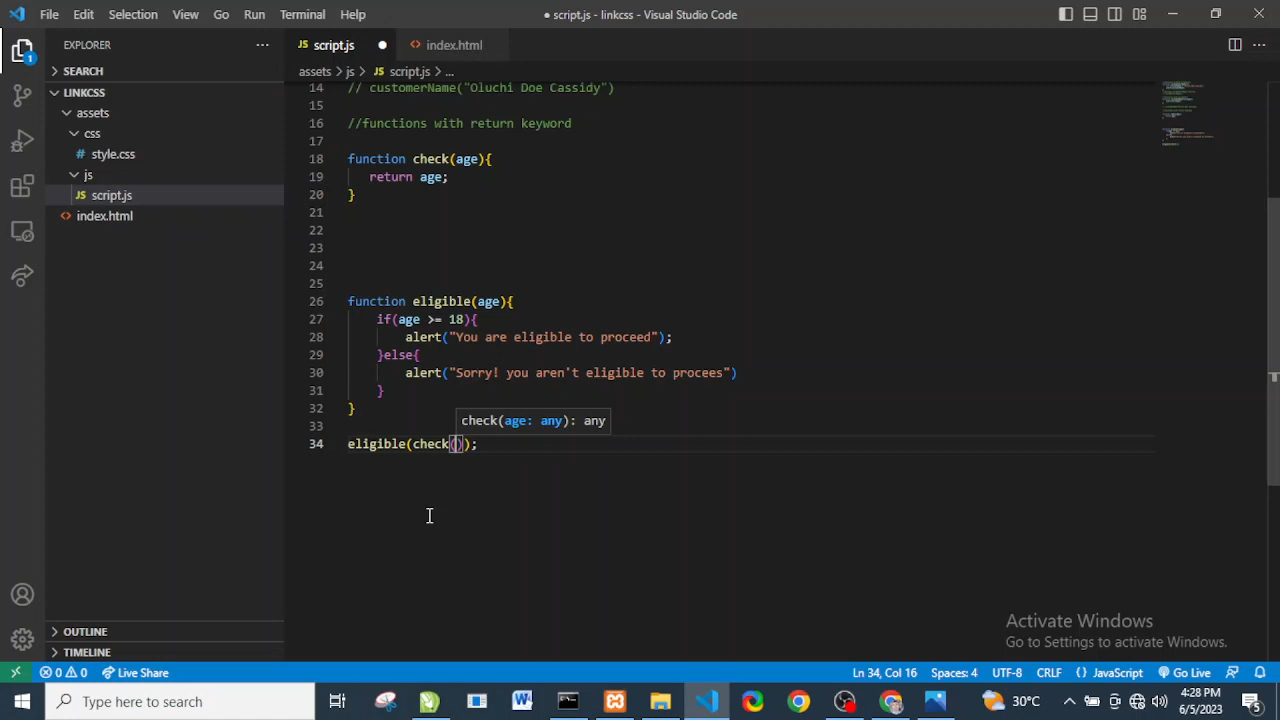 File Edit Selection View Go Run Terminal Help
● script.js - linkcss - Visual Studio Code
EXPLORER
SEARCH
LINKCSS
assets
css
# style.css
js
JS script.js
<> index.html
OUTLINE
TIMELINE
JS script.js ●
<> index.html
assets > js > JS script.js > ...
14 // customerName("Oluchi Doe Cassidy")
15
16 //functions with return keyword
17
18 function check(age){
19 return age;
20 }
21
22
23
24
25
26 function eligible(age){
27 if(age >= 18){
28 alert("You are eligible to proceed");
29 }else{
30 alert("Sorry! you aren't eligible to procees")
31 }
32 }
33
check(age: any): any
34 eligible(check());
Activate Windows
Go to Settings to activate Windows.
1
0 0 Live Share
Ln 34, Col 16 Spaces: 4 UTF-8 CRLF {} JavaScript Go Live
Type here to search
30°C
4:28 PM
6/5/2023
5